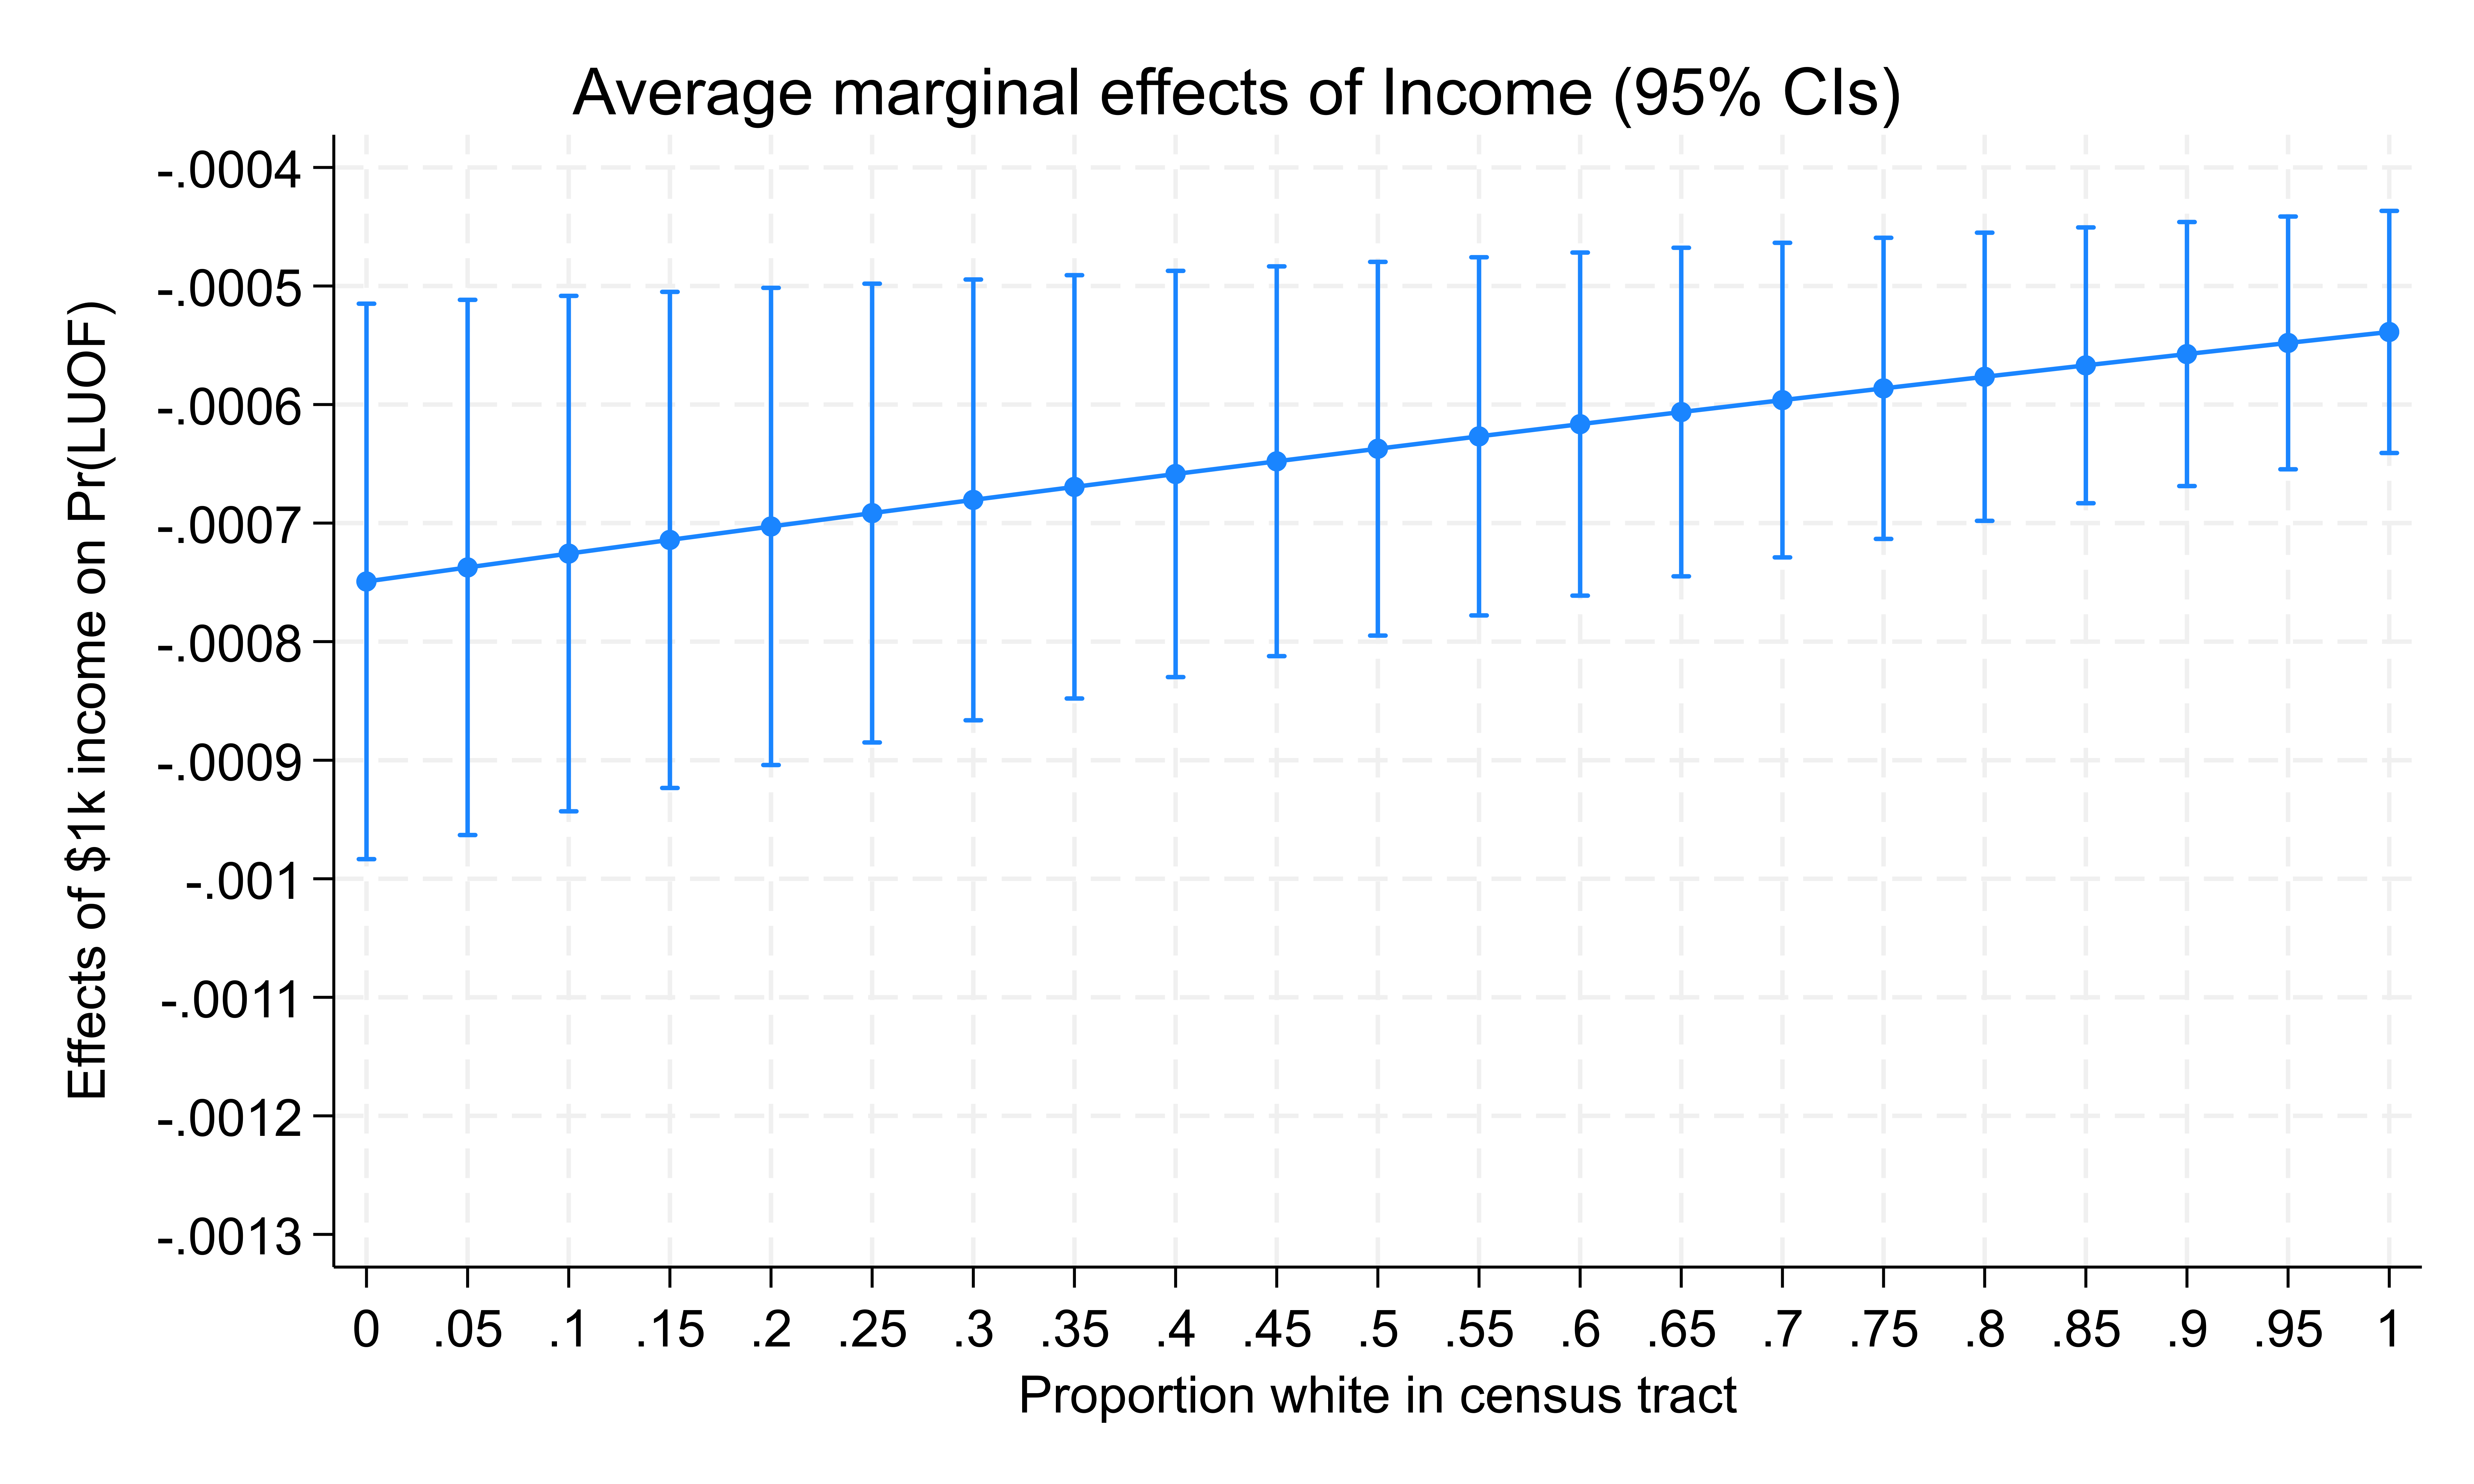 Average marginal effects of Income (95% CIs)
Effects of $1k income on Pr(LUOF)
-.0004
-.0005
-.0006
-.0007
-.0008
-.0009
-.001
-.0011
-.0012
-.0013
0 .05 .1 .15 .2 .25 .3 .35 .4 .45 .5 .55 .6 .65 .7 .75 .8 .85 .9 .95 1
Proportion white in census tract